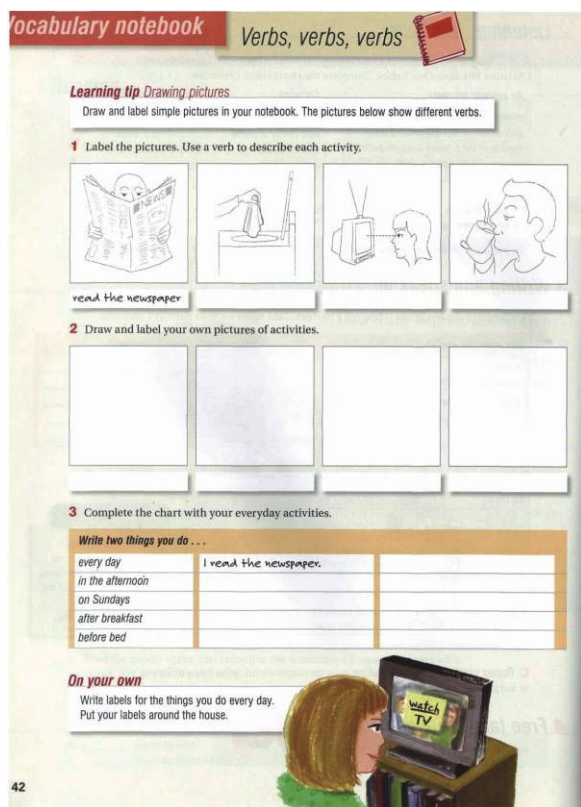 Vocabulary notebook
Verbs, verbs, verbs
Learning tip Drawing pictures
Draw and label simple pictures in your notebook. The pictures below show different verbs.
1 Label the pictures. Use a verb to describe each activity.
NEWS
read the newspaper
2 Draw and label your own pictures of activities.
3 Complete the chart with your everyday activities.
Write two things you do . . .
every day I read the newspaper.
in the afternoon
on Sundays
after breakfast
before bed
On your own
Write labels for the things you do every day.
Put your labels around the house.
watch
TV
42